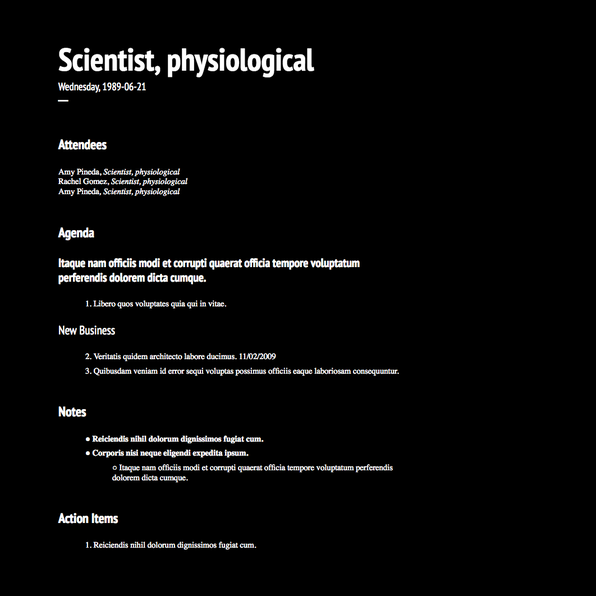 Scientist, physiological
Wednesday, 1989-06-21
—
Attendees
Amy Pineda, Scientist, physiological
Rachel Gomez, Scientist, physiological
Amy Pineda, Scientist, physiological
Agenda
Itaque nam officiis modi et corrupti quaerat officia tempore voluptatum
perferendis dolorem dicta cumque.
1. Libero quos voluptates quia qui in vitae.
New Business
2. Veritatis quidem architecto labore ducimus. 11/02/2009
3. Quibusdam veniam id error sequi voluptas possimus officiis eaque laboriosam consequuntur.
Notes
● Reiciendis nihil dolorum dignissimos fugiat cum.
● Corporis nisi neque eligendi expedita ipsum.
○ Itaque nam officiis modi et corrupti quaerat officia tempore voluptatum perferendis
dolorem dicta cumque.
Action Items
1. Reiciendis nihil dolorum dignissimos fugiat cum.